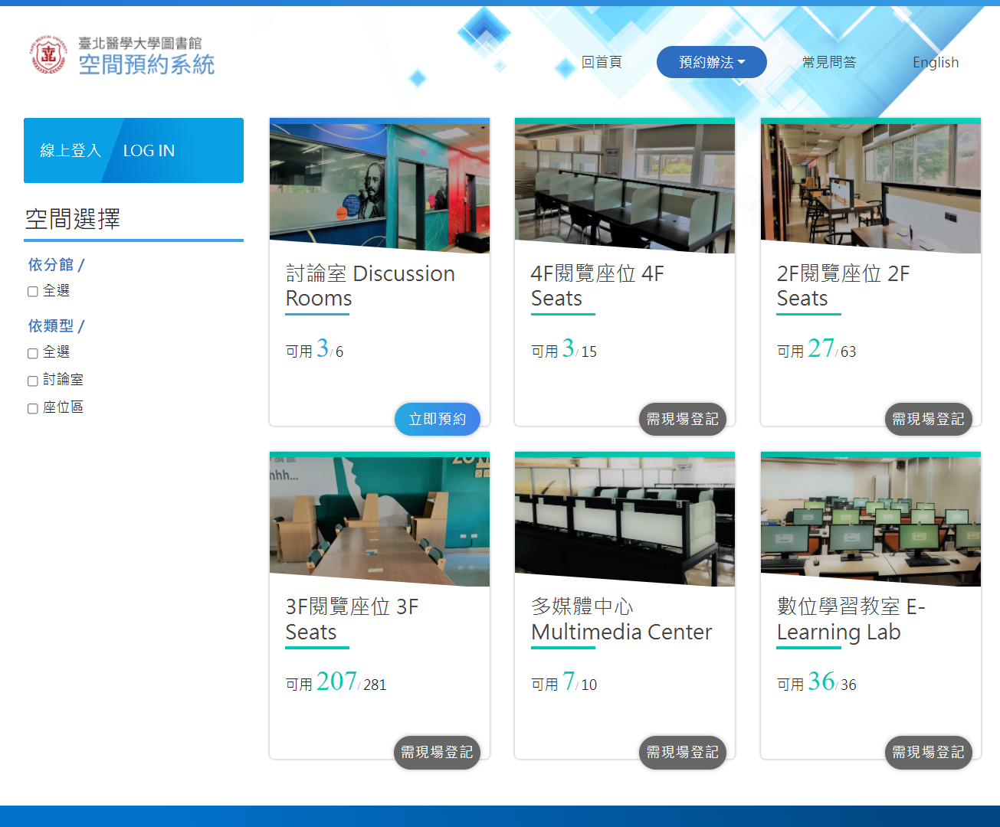 臺北醫學大學圖書館
空間預約系統
回首頁
預約辦法
常見問答
English
線上登入 LOG IN
空間選擇
依分館 /
全選
依類型 /
全選
討論室
座位區
討論室 Discussion
Rooms
可用 3 / 6
立即預約
4F閱覽座位 4F
Seats
可用 3 / 15
需現場登記
2F閱覽座位 2F
Seats
可用 27 / 63
需現場登記
3F閱覽座位 3F
Seats
可用 207 / 281
需現場登記
多媒體中心
Multimedia Center
可用 7 / 10
需現場登記
數位學習教室 E-
Learning Lab
可用 36 / 36
需現場登記